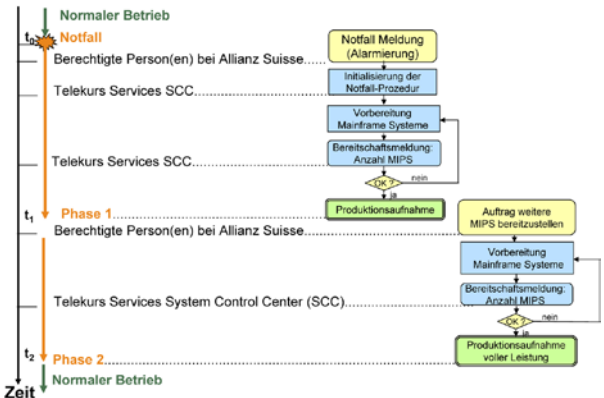 Normaler Betrieb
t0
Notfall
Notfall Meldung
(Alarmierung)
Berechtigte Person(en) bei Allianz Suisse
Initialisierung der
Notfall-Prozedur
Telekurs Services SCC
Vorbereitung
Mainframe Systeme
Bereitschaftsmeldung:
Anzahl MIPS
Telekurs Services SCC
OK ?
nein
ja
t1
Phase 1
Produktionsaufnahme
Auftrag weitere
MIPS bereitzustellen
Berechtigte Person(en) bei Allianz Suisse
Vorbereitung
Mainframe Systeme
Bereitschaftsmeldung:
Anzahl MIPS
Telekurs Services System Control Center (SCC)
OK ?
nein
ja
t2
Phase 2
Produktionsaufnahme
voller Leistung
Normaler Betrieb
Zeit